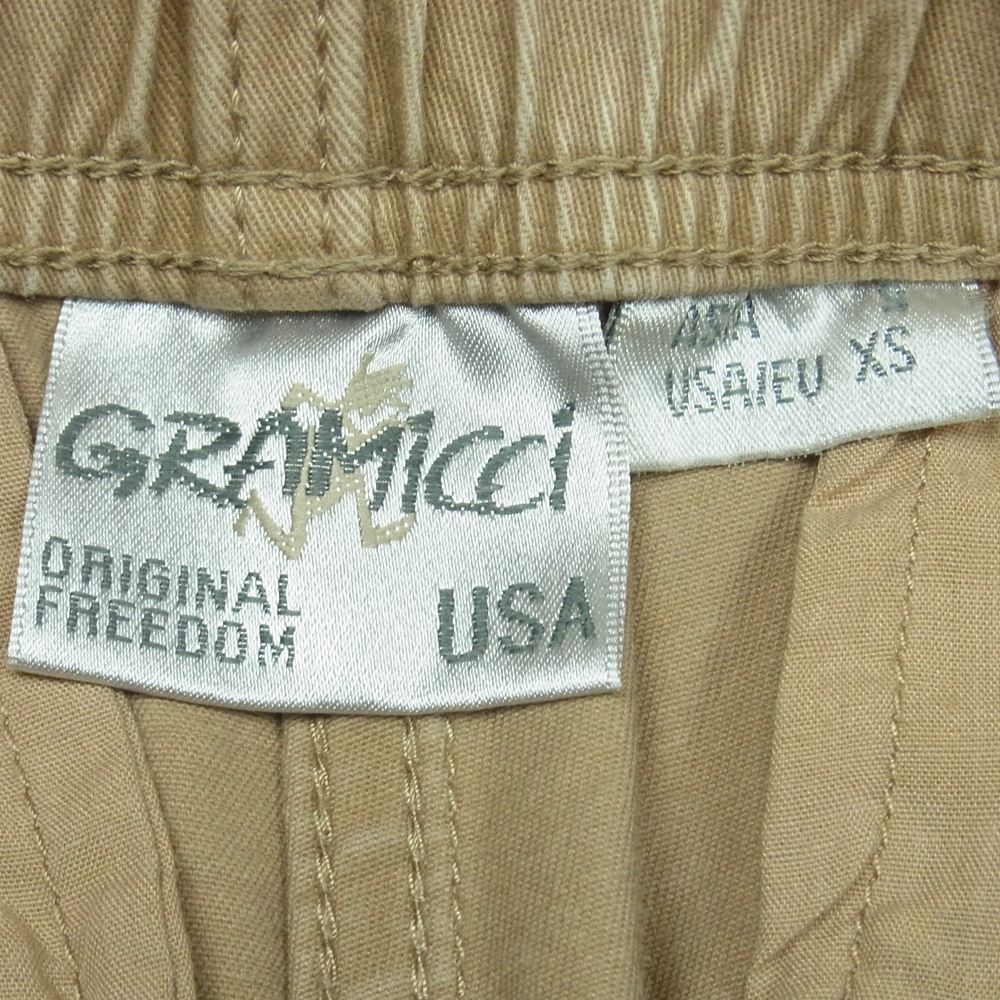 GRAMICCI
ORIGINAL
FREEDOM
USA
ASIA S
USA/EU XS